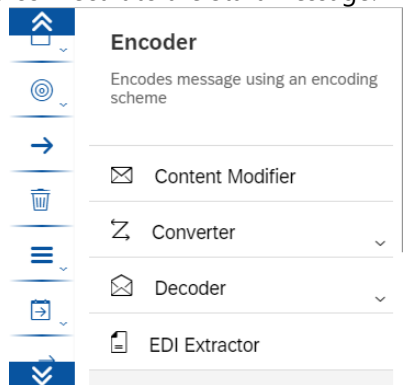 Encoder
Encodes message using an encoding
scheme
Content Modifier
Converter
Decoder
EDI Extractor